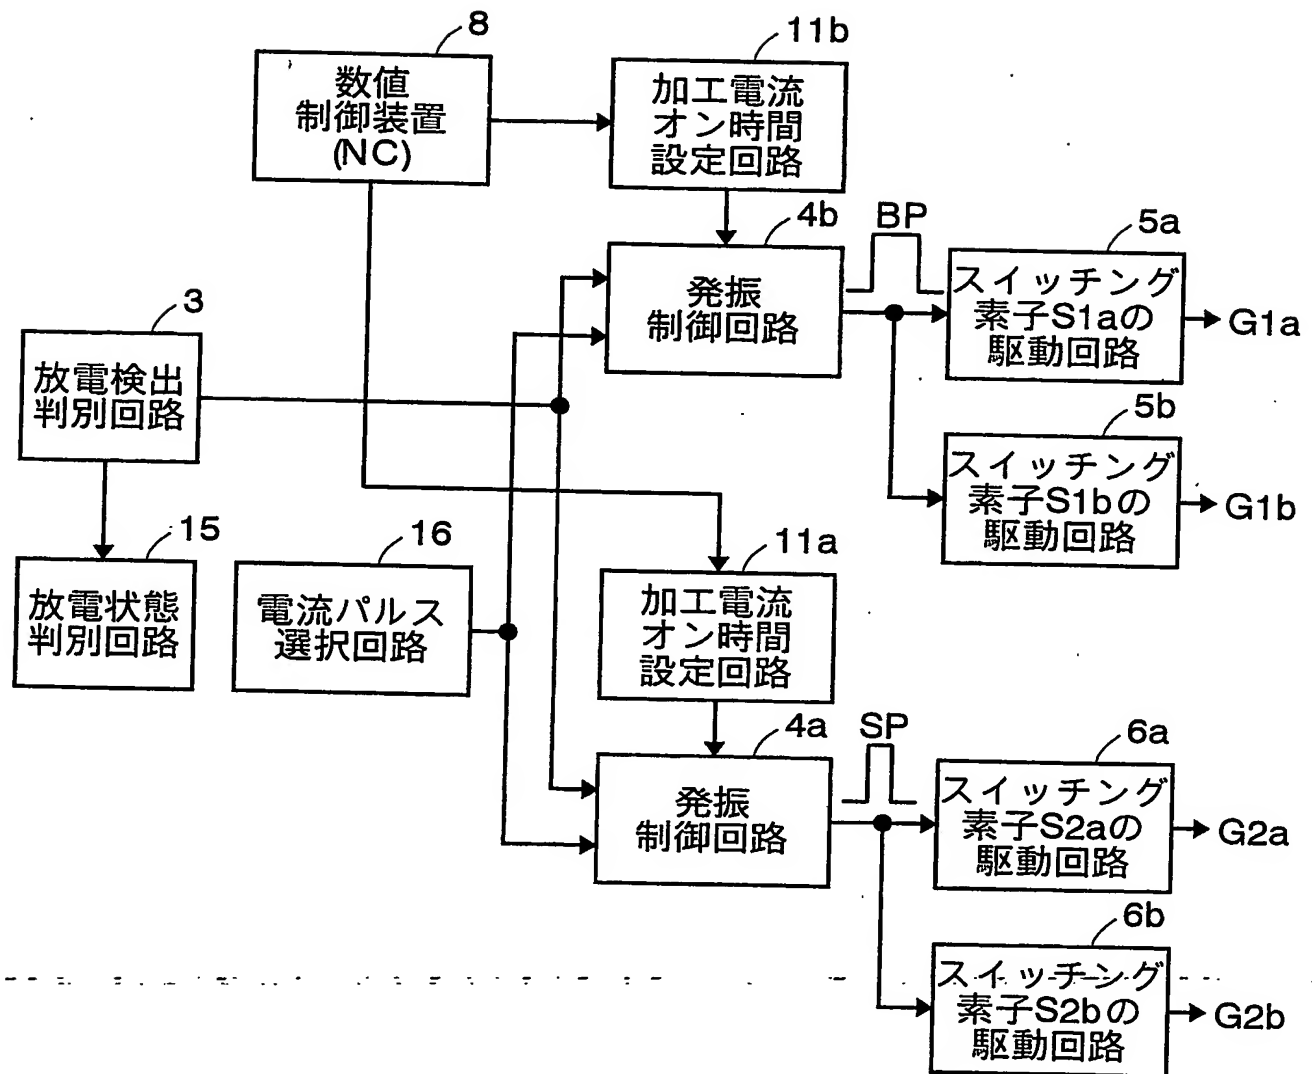 8
数値
制御装置
(NC)
11b
加工電流
オン時間
設定回路
4b
発振
制御回路
BP
5a
スイッチング
素子S1aの
駆動回路
G1a
3
放電検出
判別回路
5b
スイッチング
素子S1bの
駆動回路
G1b
15
放電状態
判別回路
16
電流パルス
選択回路
11a
加工電流
オン時間
設定回路
4a
発振
制御回路
SP
6a
スイッチング
素子S2aの
駆動回路
G2a
6b
スイッチング
素子S2bの
駆動回路
G2b